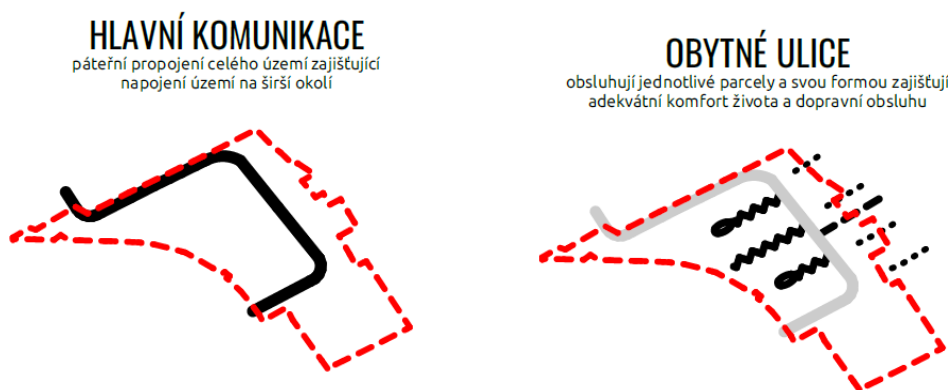 HLAVNÍ KOMUNIKACE
páteřní propojení celého území zajišťující
napojení území na širší okolí
OBYTNÉ ULICE
obsluhují jednotlivé parcely a svou formou zajišťují
adekvátní komfort života a dopravní obsluhu